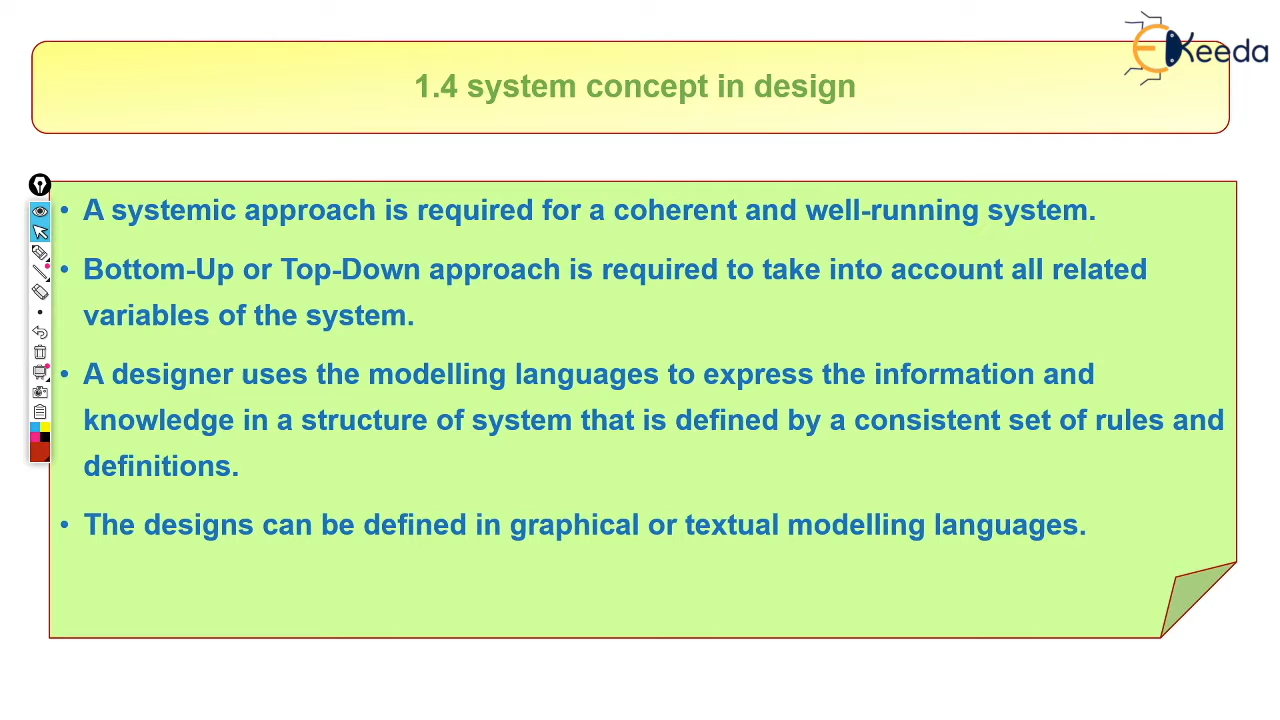 EKeeda
1.4 system concept in design
• A systemic approach is required for a coherent and well-running system.
• Bottom-Up or Top-Down approach is required to take into account all related
variables of the system.
• A designer uses the modelling languages to express the information and
knowledge in a structure of system that is defined by a consistent set of rules and
definitions.
• The designs can be defined in graphical or textual modelling languages.